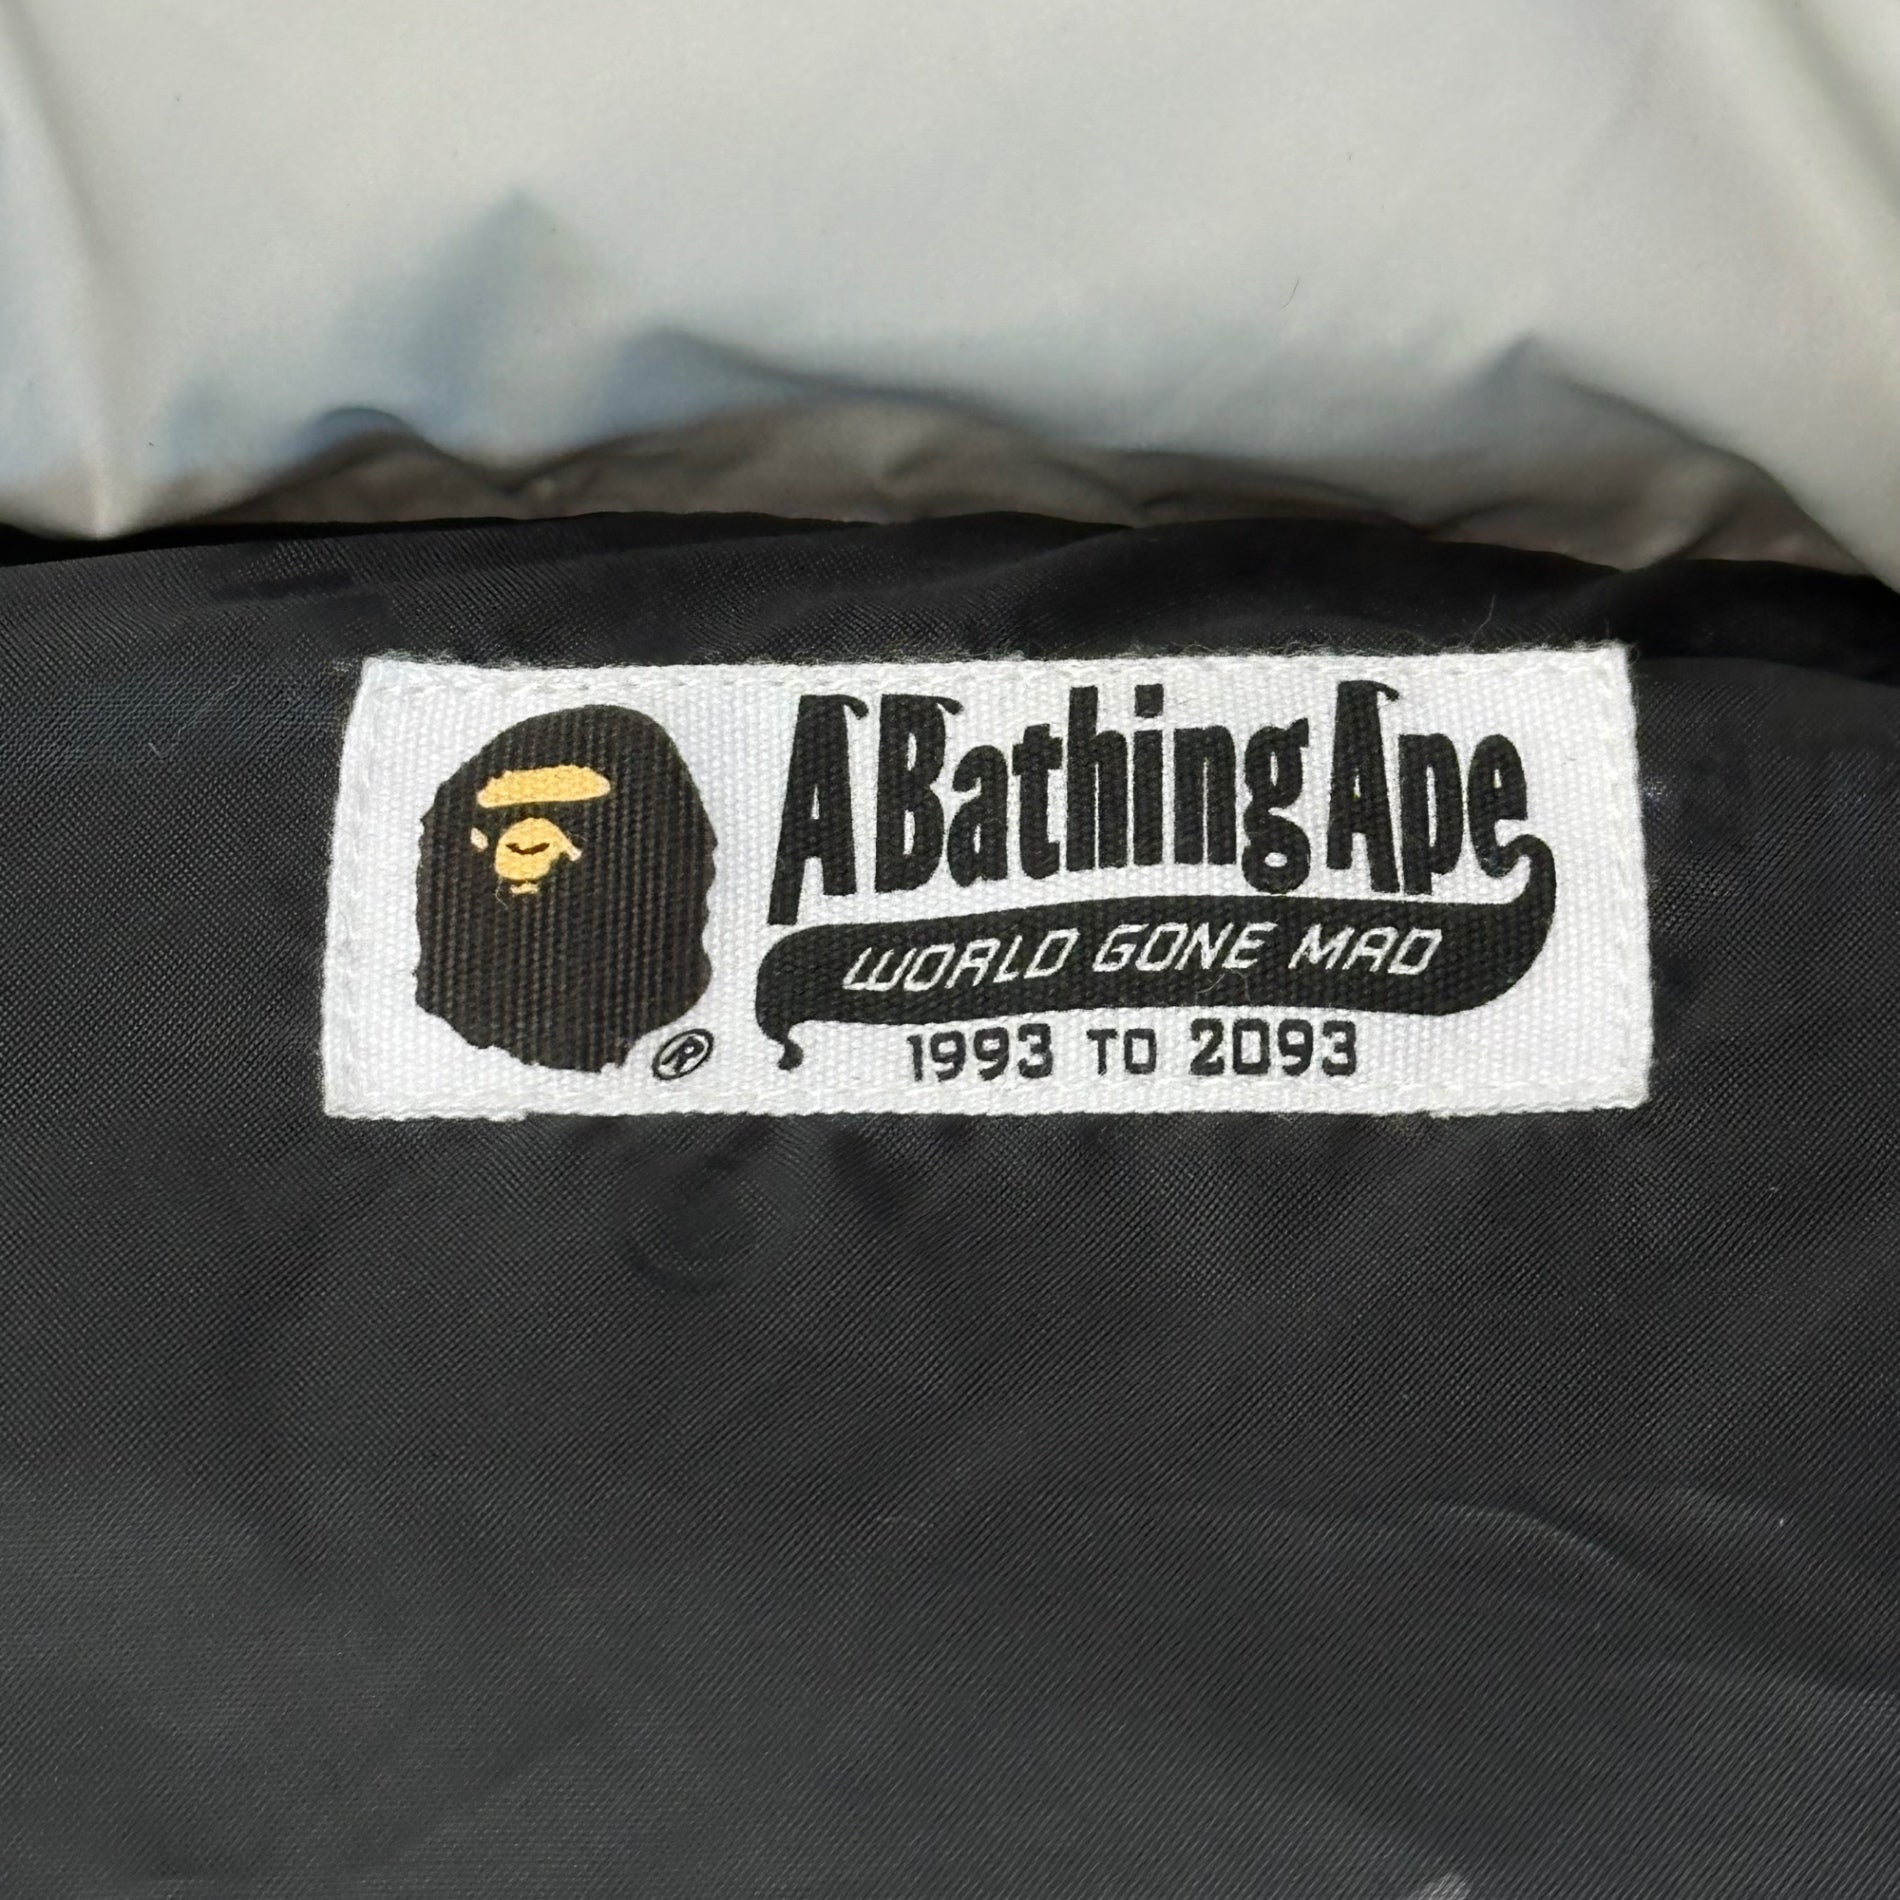 A Bathing Ape
WORLD GONE MAD
1993 TO 2093
®